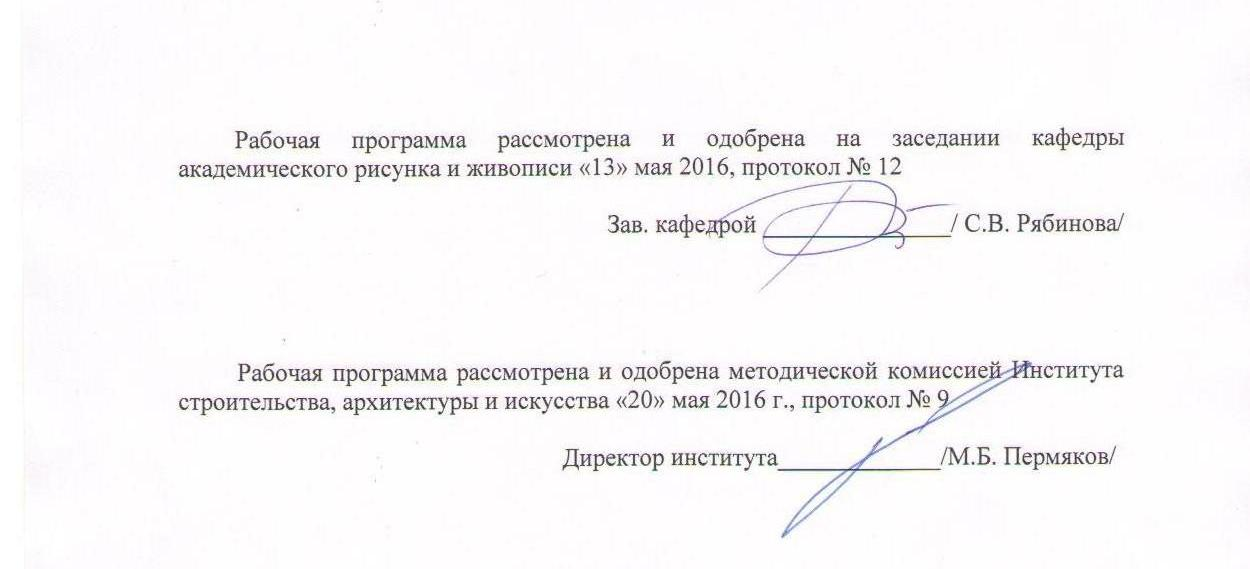 Рабочая программа рассмотрена и одобрена на заседании кафедры
академического рисунка и живописи «13» мая 2016, протокол № 12
Зав. кафедрой ________________/ С.В. Рябинова/
Рабочая программа рассмотрена и одобрена методической комиссией Института
строительства, архитектуры и искусства «20» мая 2016 г., протокол № 9
Директор института_____________/М.Б. Пермяков/